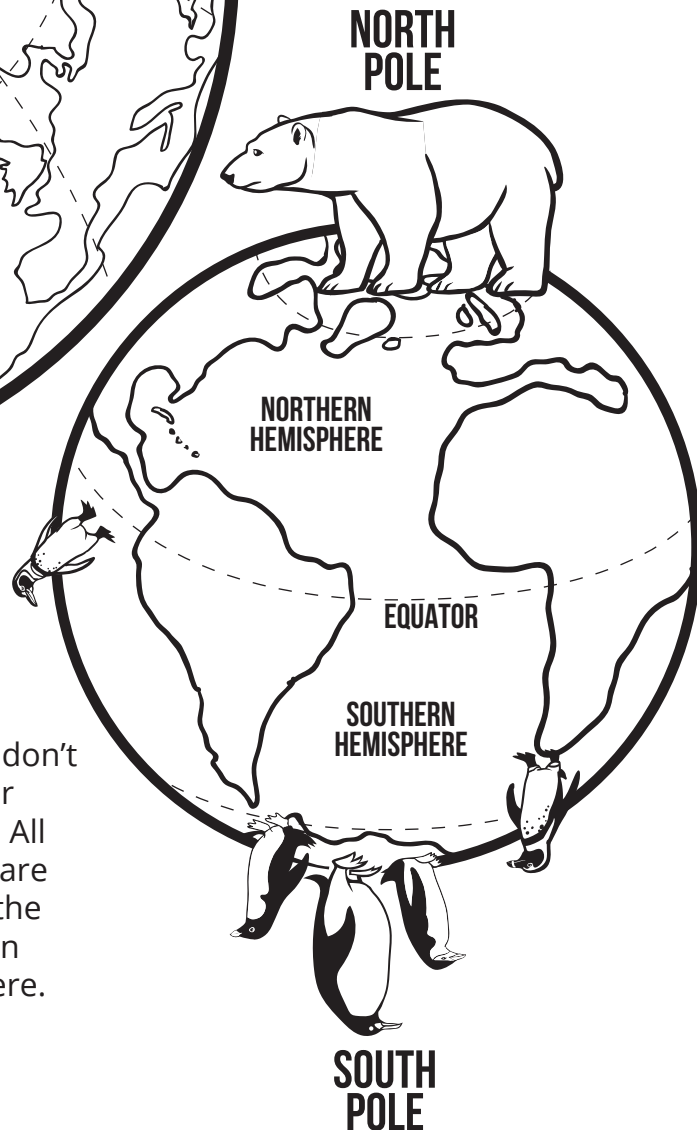 NORTH
POLE
NORTHERN
HEMISPHERE
EQUATOR
SOUTHERN
HEMISPHERE
don’t
r
All
are
the
n
ere.
SOUTH
POLE